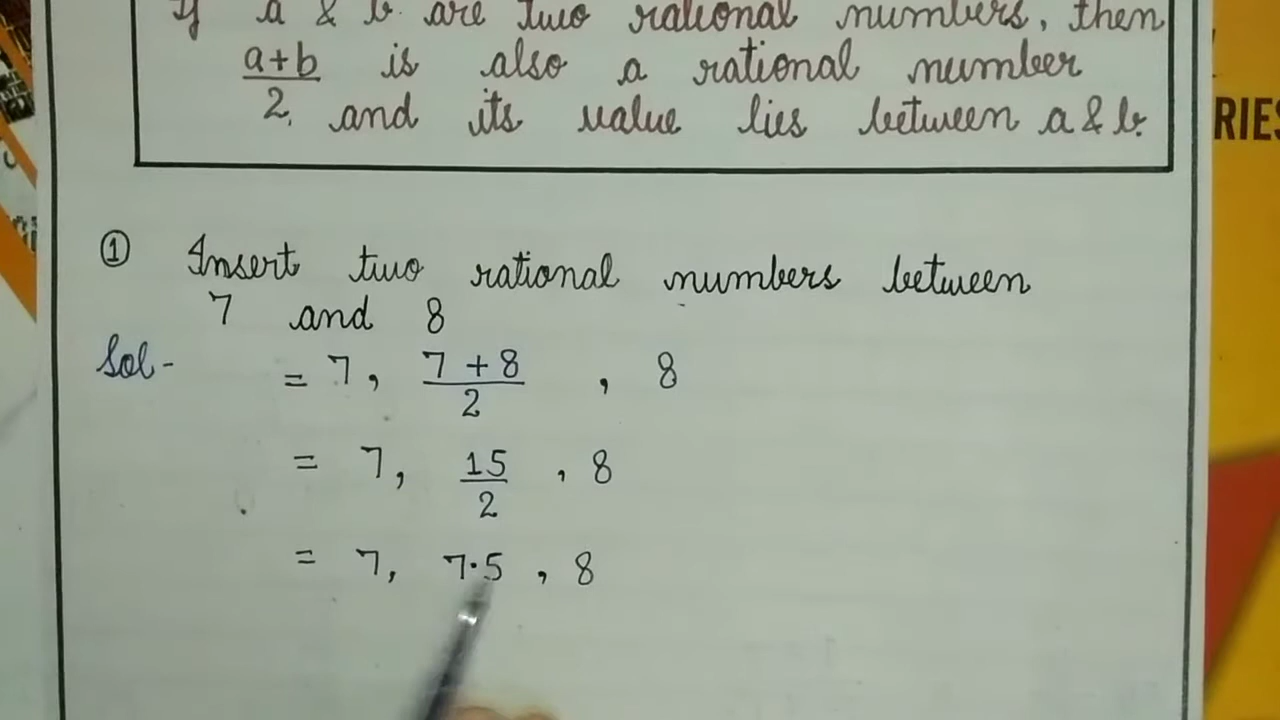 If a & b are two rational numbers, then
a+b
2
is also a rational number
and its value lies between a & b.
RIES
① Insert two rational numbers between
7 and 8
Sol-
= 7, 7+8/2 , 8
= 7, 15/2 , 8
= 7, 7·5 , 8